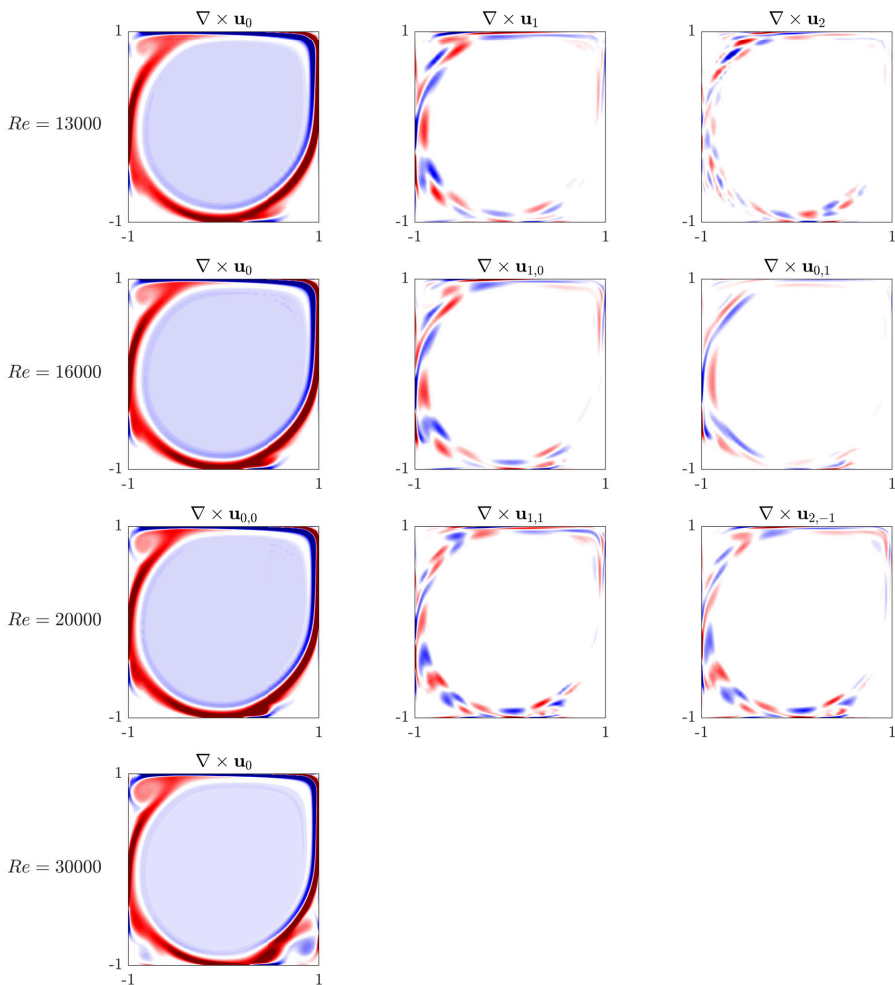 ∇ × u₀ ∇ × u₁ ∇ × u₂
1 1 1
Re = 13000
-1 -1 -1
-1 1 -1 1 -1 1
∇ × u₀ ∇ × u₁,₀ ∇ × u₀,₁
1 1 1
Re = 16000
-1 -1 -1
-1 1 -1 1 -1 1
∇ × u₀,₀ ∇ × u₁,₁ ∇ × u₂,₋₁
1 1 1
Re = 20000
-1 -1 -1
-1 1 -1 1 -1 1
∇ × u₀
1
Re = 30000
-1
-1 1